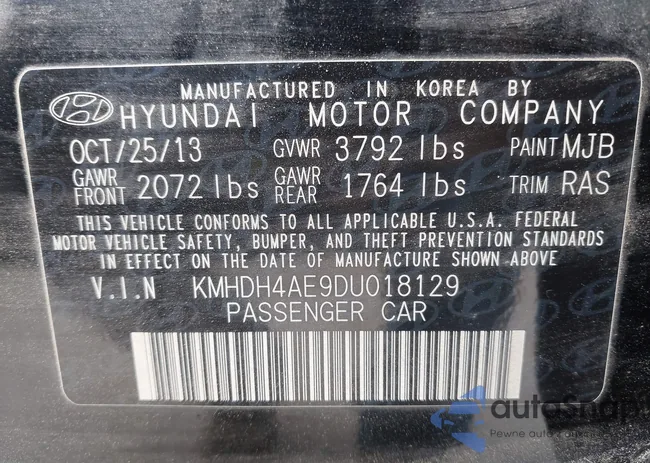 MANUFACTURED IN KOREA BY
HYUNDAI MOTOR COMPANY
OCT/25/13 GVWR 3792 lbs PAINT MJB
GAWR FRONT 2072 lbs GAWR REAR 1764 lbs TRIM RAS
THIS VEHICLE CONFORMS TO ALL APPLICABLE U.S.A. FEDERAL
MOTOR VEHICLE SAFETY, BUMPER, AND THEFT PREVENTION STANDARDS
IN EFFECT ON THE DATE OF MANUFACTURE SHOWN ABOVE.
V.I.N KMHDH4AE9DU018129
PASSENGER CAR
autoSnap
Pewne auto